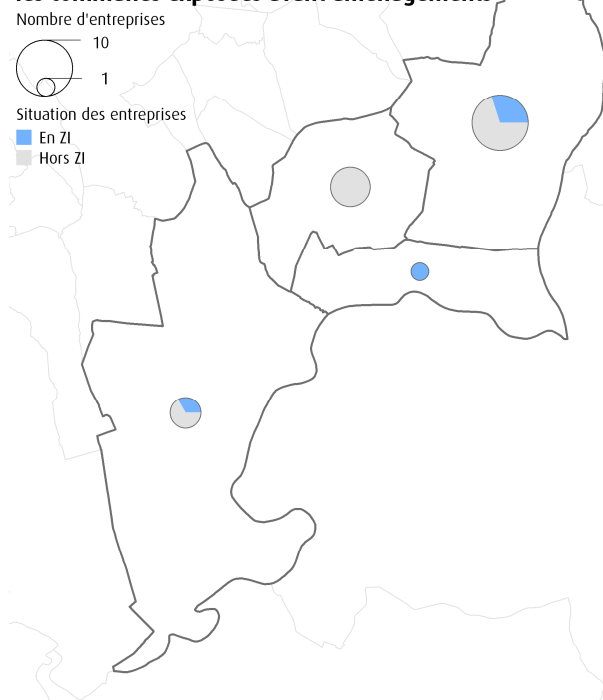 Nombre d'entreprises
10
1
Situation des entreprises
En ZI
Hors ZI